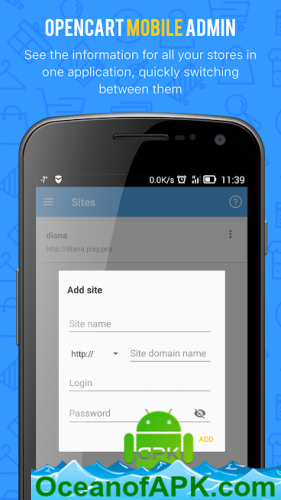 OPENCART MOBILE ADMIN
See the information for all your stores in
one application, quickly switching
between them
-7° 0.0K/s 11:39
Sites
diana
http://diana.pixy.pro
Add site
Site name
http:// Site domain name
Login
Password
ADD
APK
OceanofAPK.com